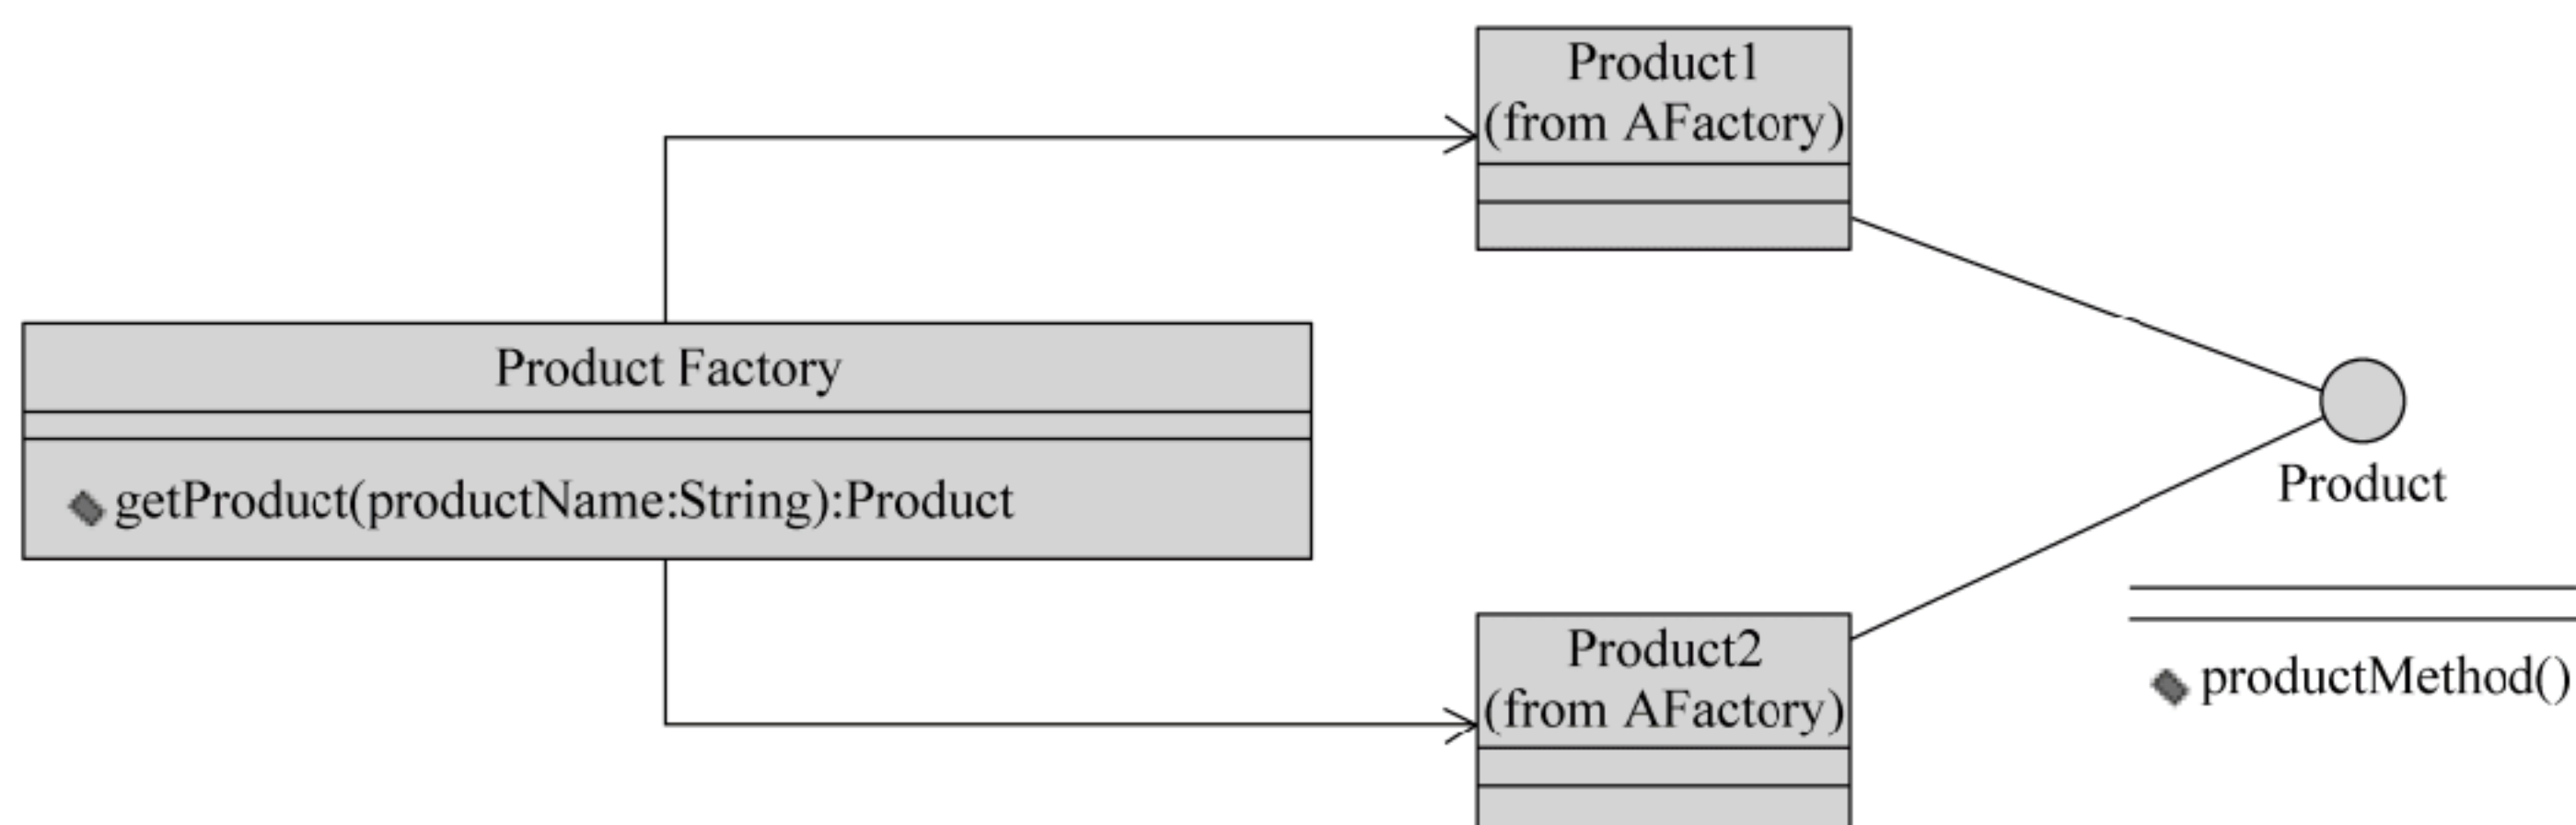 Product1
(from AFactory)
Product Factory
getProduct(productName:String):Product
Product
Product2
(from AFactory)
productMethod()